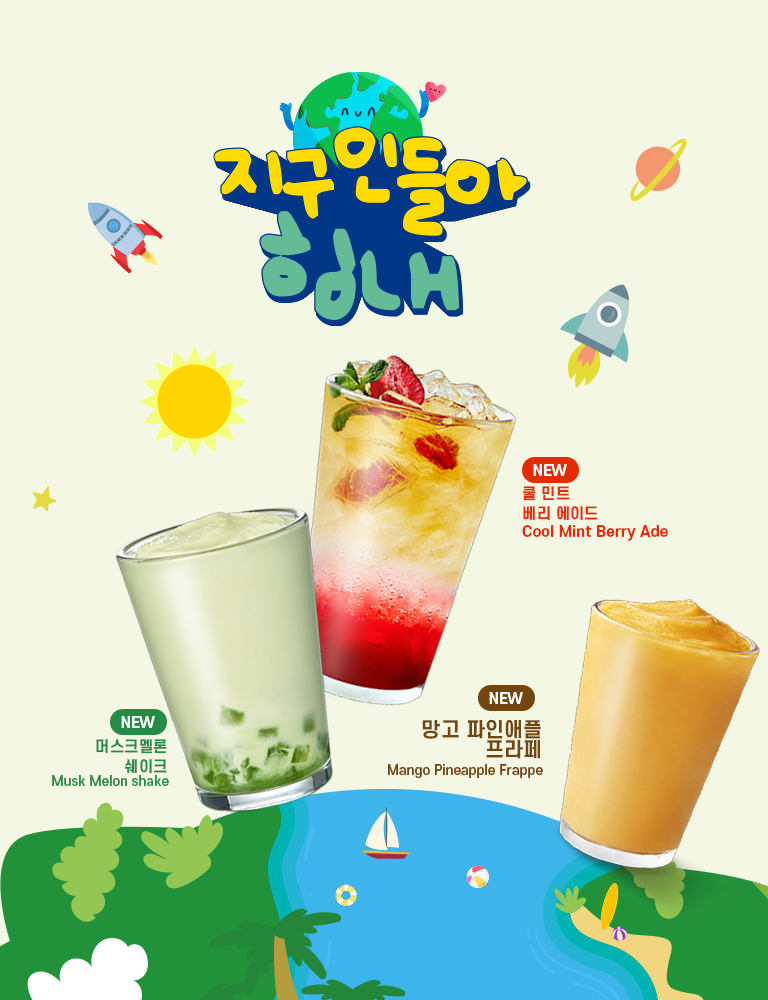 지구인들아
힘내
NEW
쿨 민트
베리 에이드
Cool Mint Berry Ade
NEW
망고 파인애플
프라페
Mango Pineapple Frappe
NEW
머스크멜론
쉐이크
Musk Melon shake